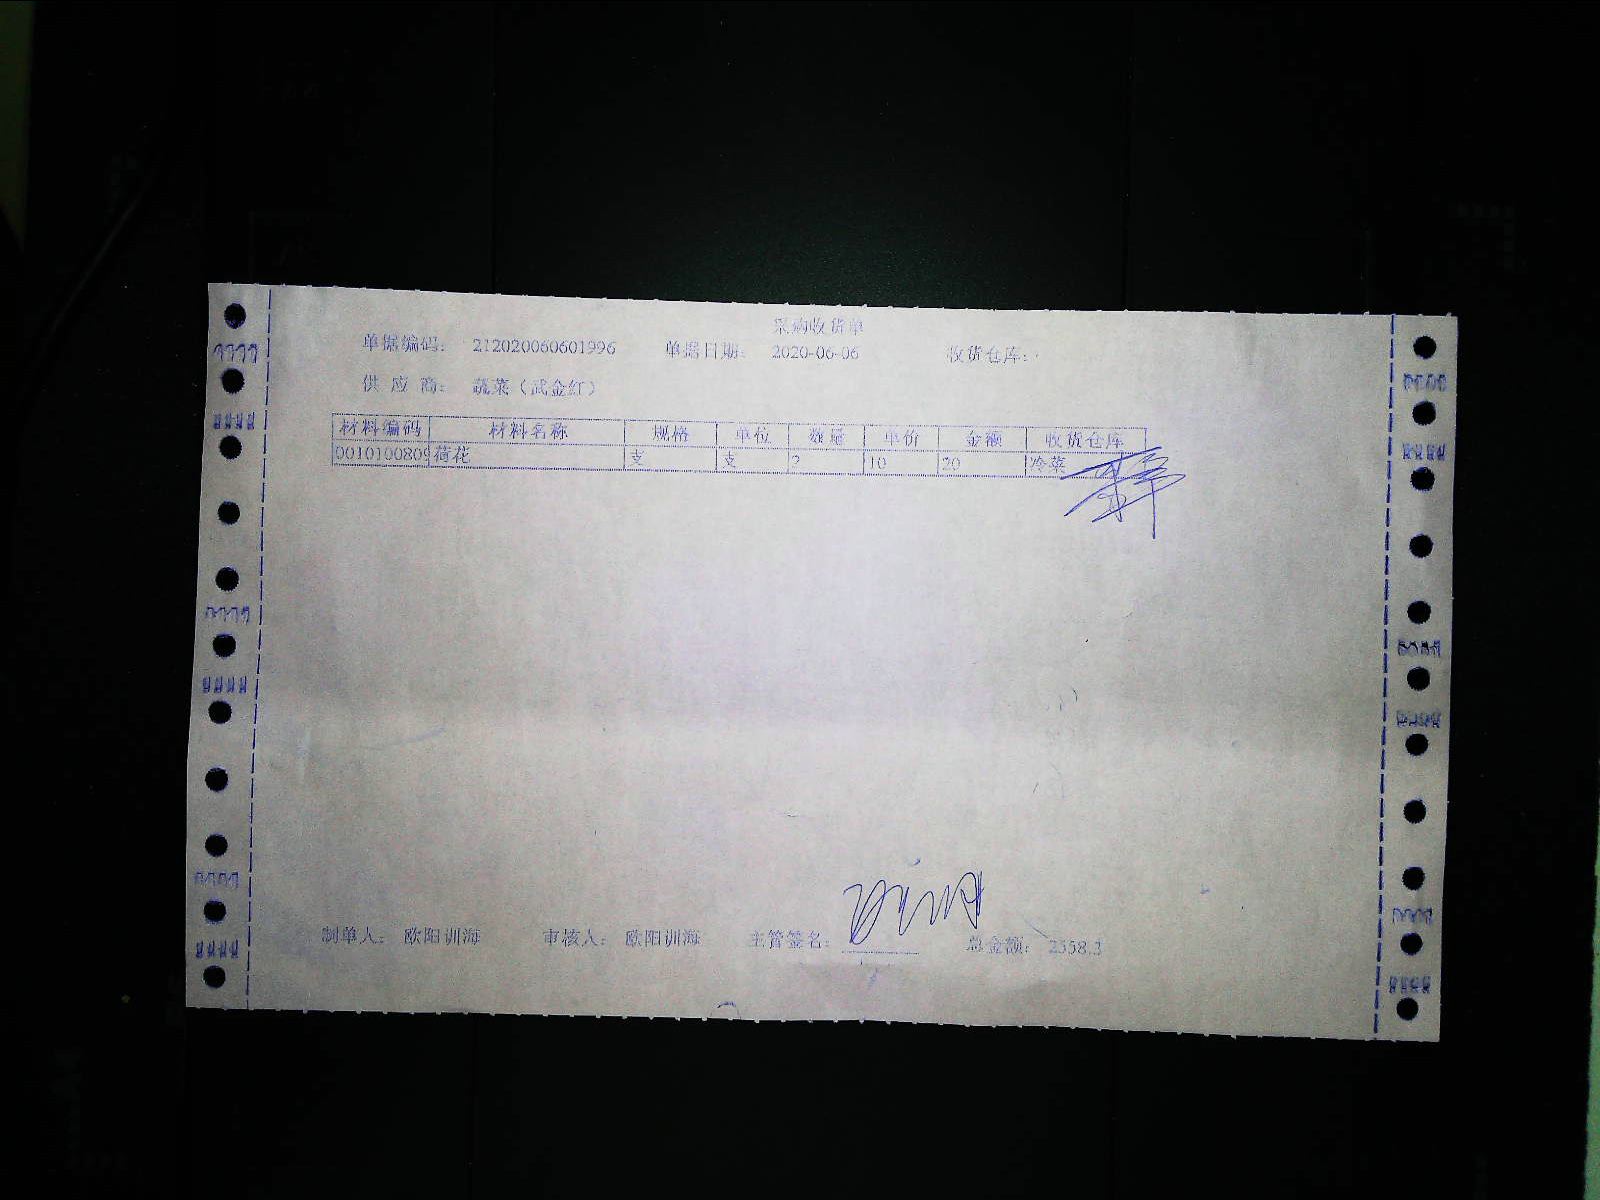 采购收货单
单据编码： 212020060601996 单据日期： 2020-06-06 收货仓库：
供 应 商： 蔬菜（武金红）
材料编码 材料名称 规格 单位 数量 单价 金额 收货仓库
0010100809 荷花 支 支 2 10 20 冷菜
制单人： 欧阳训海 审核人： 欧阳训海 主管签名： 总金额： 2358.3